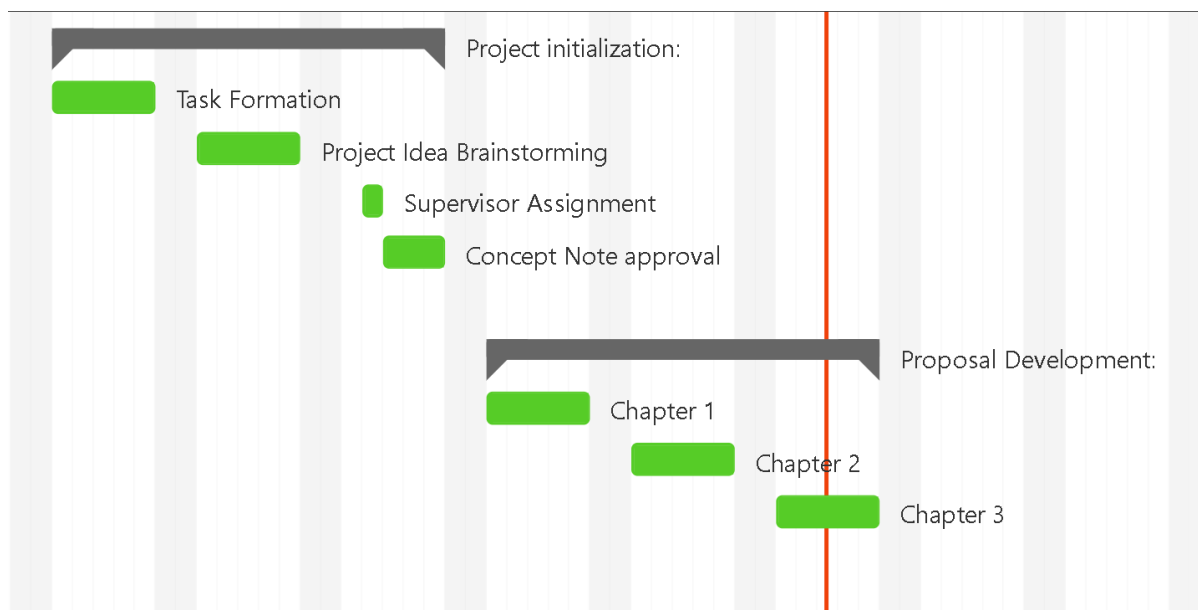 Project initialization:
Task Formation
Project Idea Brainstorming
Supervisor Assignment
Concept Note approval
Proposal Development:
Chapter 1
Chapter 2
Chapter 3